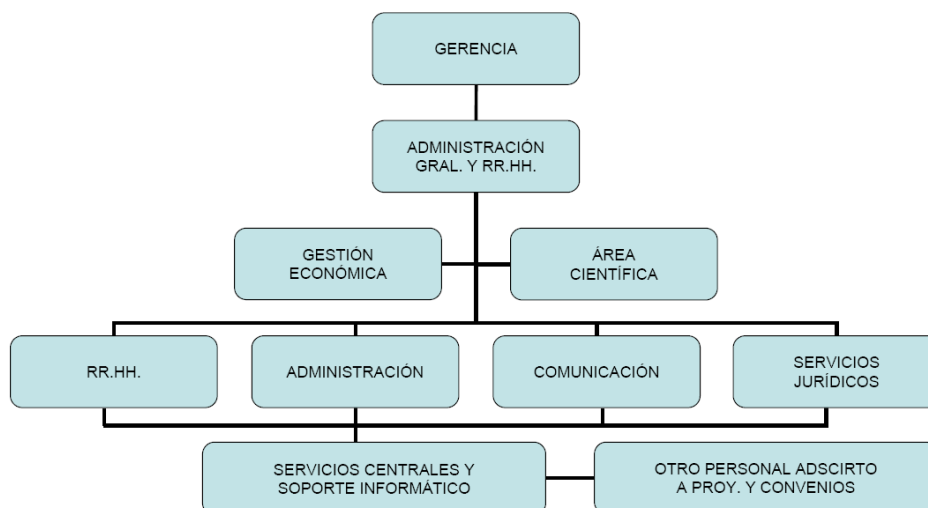 GERENCIA
ADMINISTRACIÓN
GRAL. Y RR.HH.
GESTIÓN
ECONÓMICA
ÁREA
CIENTÍFICA
RR.HH.
ADMINISTRACIÓN
COMUNICACIÓN
SERVICIOS
JURÍDICOS
SERVICIOS CENTRALES Y
SOPORTE INFORMÁTICO
OTRO PERSONAL ADSCIRTO
A PROY. Y CONVENIOS